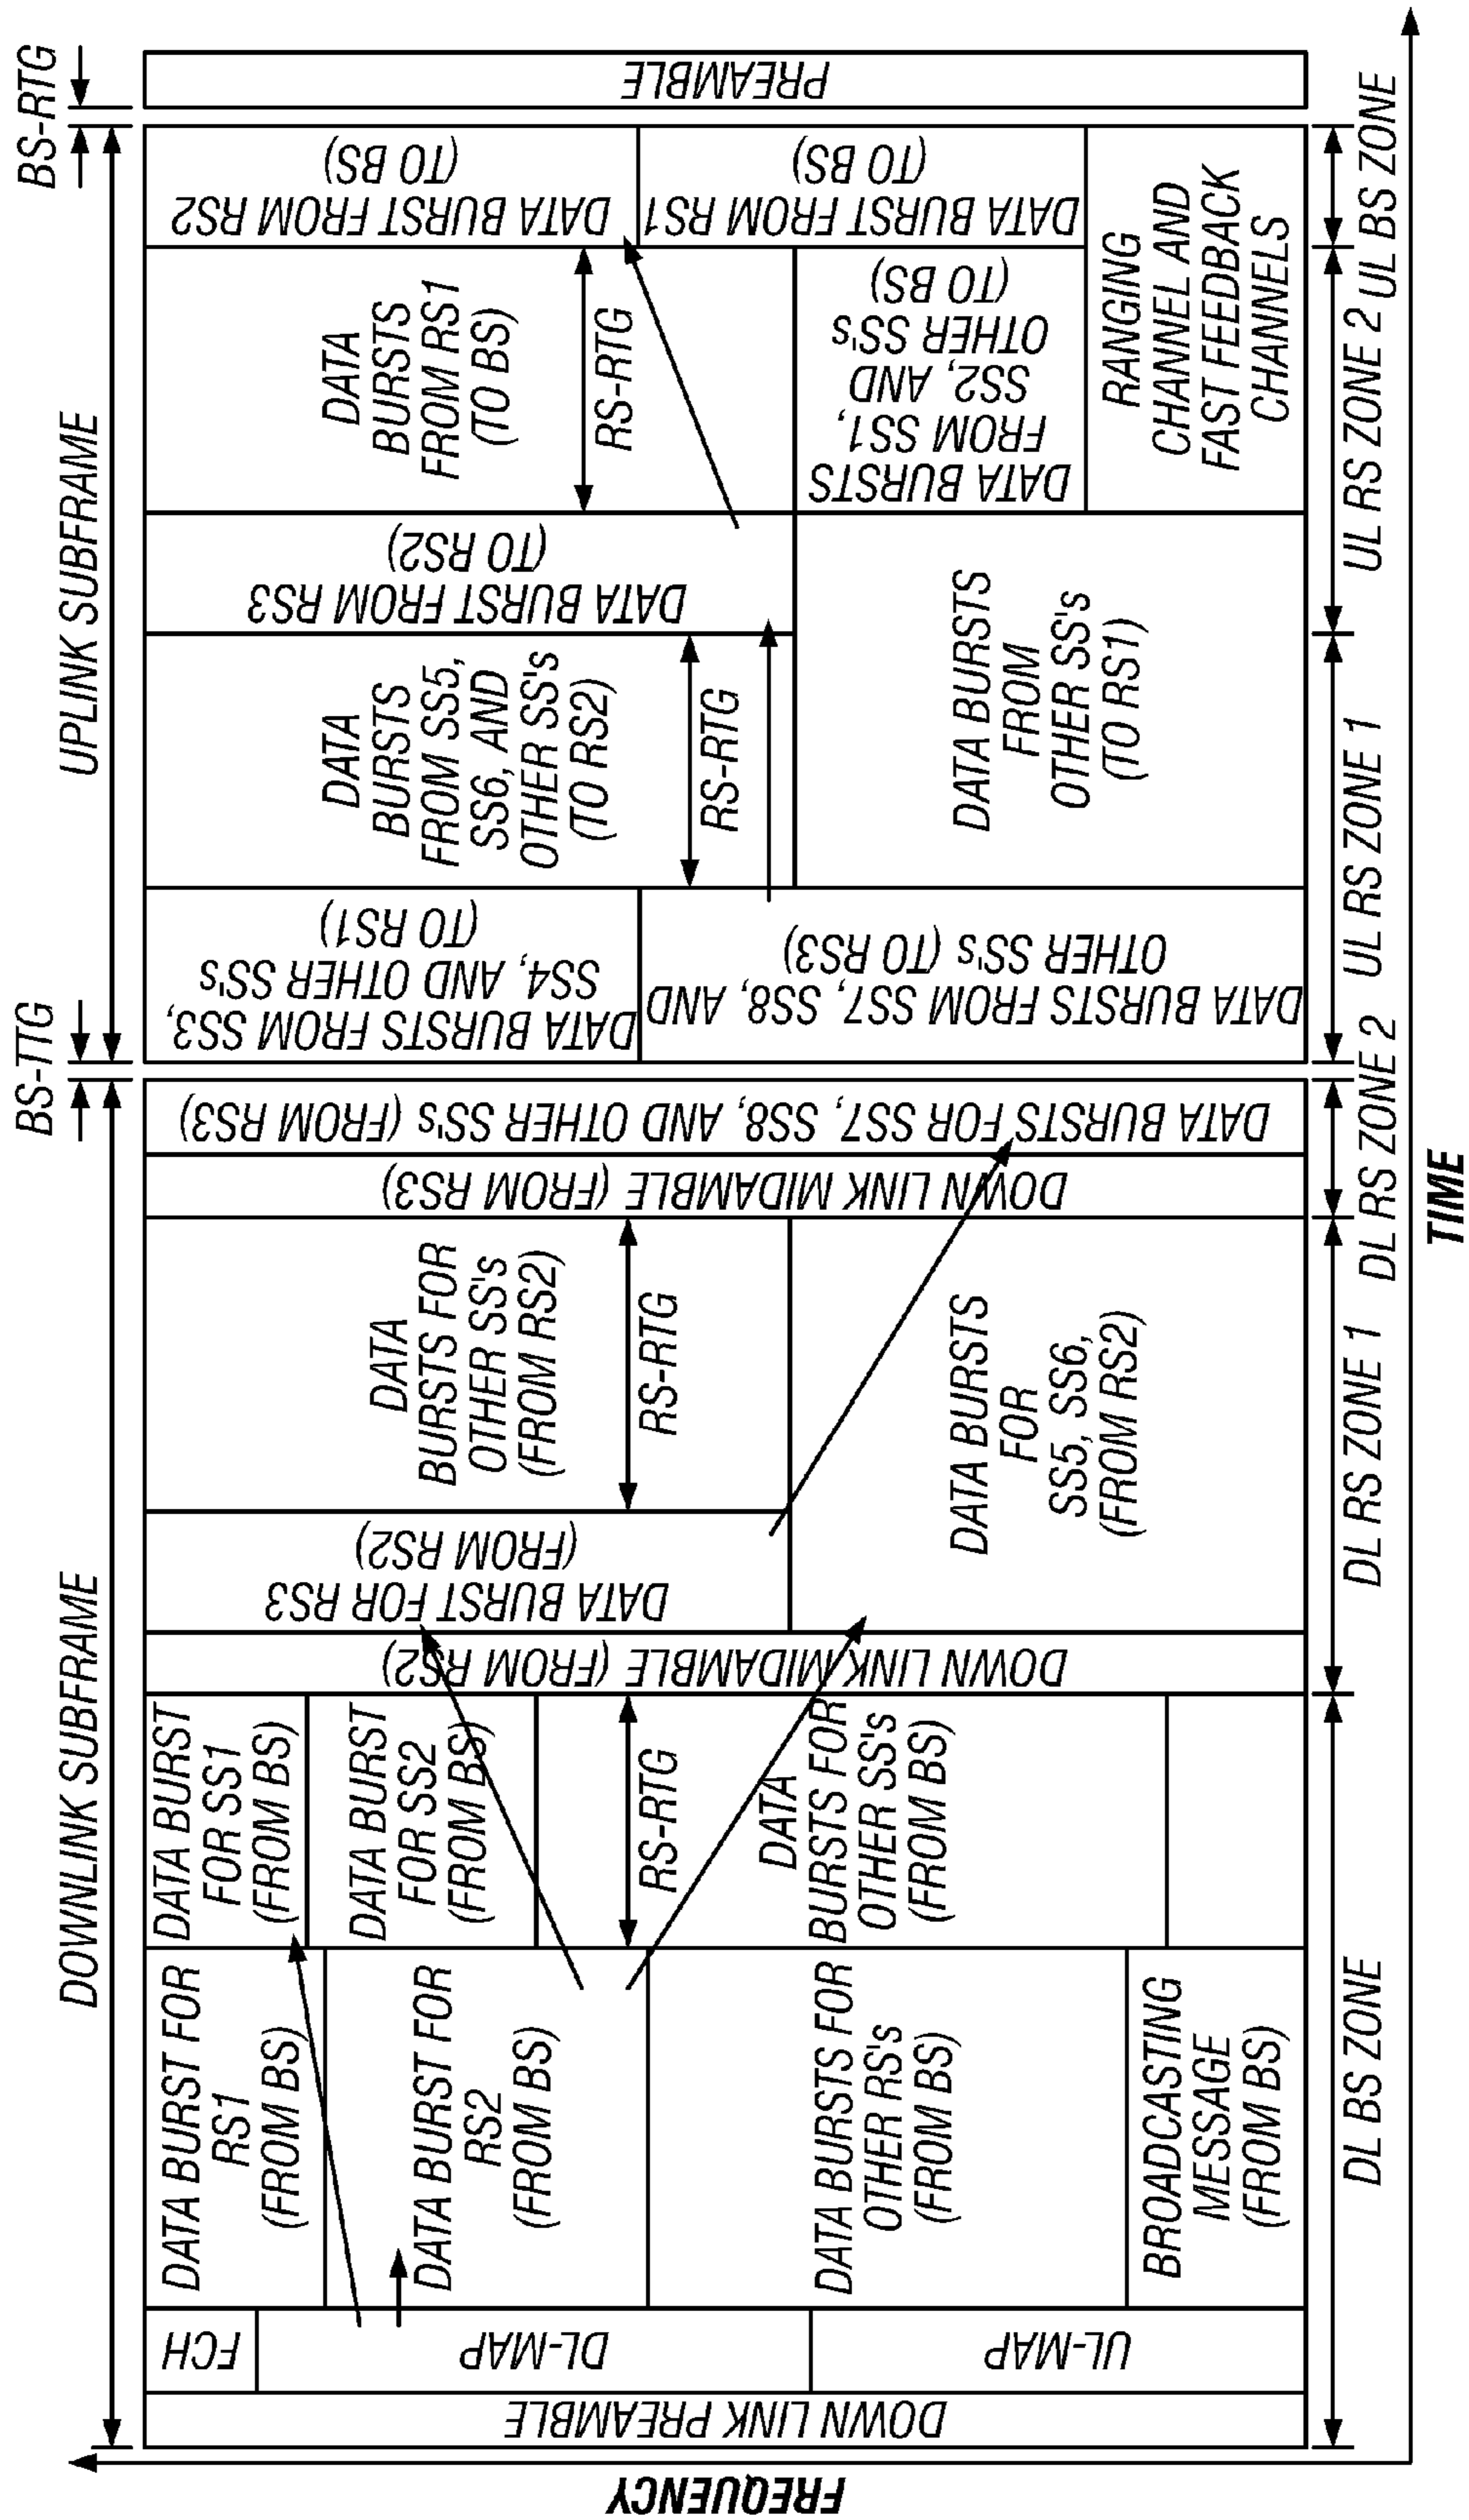 DOWNLINK SUBFRAME
BS-TTG
UPLINK SUBFRAME
BS-RTG
FREQUENCY
DOWN LINK PREAMBLE
FCH
DL-MAP
UL-MAP
DATA BURST FOR
RS1
(FROM BS)
DATA BURST FOR
RS2
(FROM BS)
DATA BURSTS FOR
OTHER RS's
(FROM BS)
BROADCASTING
MESSAGE
(FROM BS)
DATA BURST
FOR SS1
(FROM BS)
DATA BURST
FOR SS2
(FROM BS)
RS-RTG
DATA
BURSTS FOR
OTHER SS's
(FROM BS)
DOWN LINK MIDAMBLE (FROM RS2)
DATA BURST FOR RS3
(FROM RS2)
DATA
BURSTS FOR
OTHER SS's
(FROM RS2)
RS-RTG
DATA BURSTS
FOR
SS5, SS6,
(FROM RS2)
DOWN LINK MIDAMBLE (FROM RS3)
DATA BURSTS FOR SS7, SS8, AND OTHER SS's (FROM RS3)
DATA BURSTS FROM SS3,
SS4, AND OTHER SS's
(TO RS1)
DATA BURSTS FROM SS7, SS8, AND
OTHER SS's (TO RS3)
DATA
BURSTS
FROM SS5,
SS6, AND
OTHER SS's
(TO RS2)
RS-RTG
DATA BURSTS
FROM
OTHER SS's
(TO RS1)
DATA BURST FROM RS3
(TO RS2)
DATA
BURSTS
FROM RS1
(TO BS)
RS-RTG
DATA BURSTS
FROM SS1,
SS2, AND
OTHER SS's
(TO BS)
RANGING
CHANNEL AND
FAST FEEDBACK
CHANNELS
DATA BURST FROM RS2
(TO BS)
DATA BURST FROM RS1
(TO BS)
PREAMBLE
DL BS ZONE
DL RS ZONE 1
DL RS ZONE 2
UL RS ZONE 1
UL RS ZONE 2
UL BS ZONE
TIME